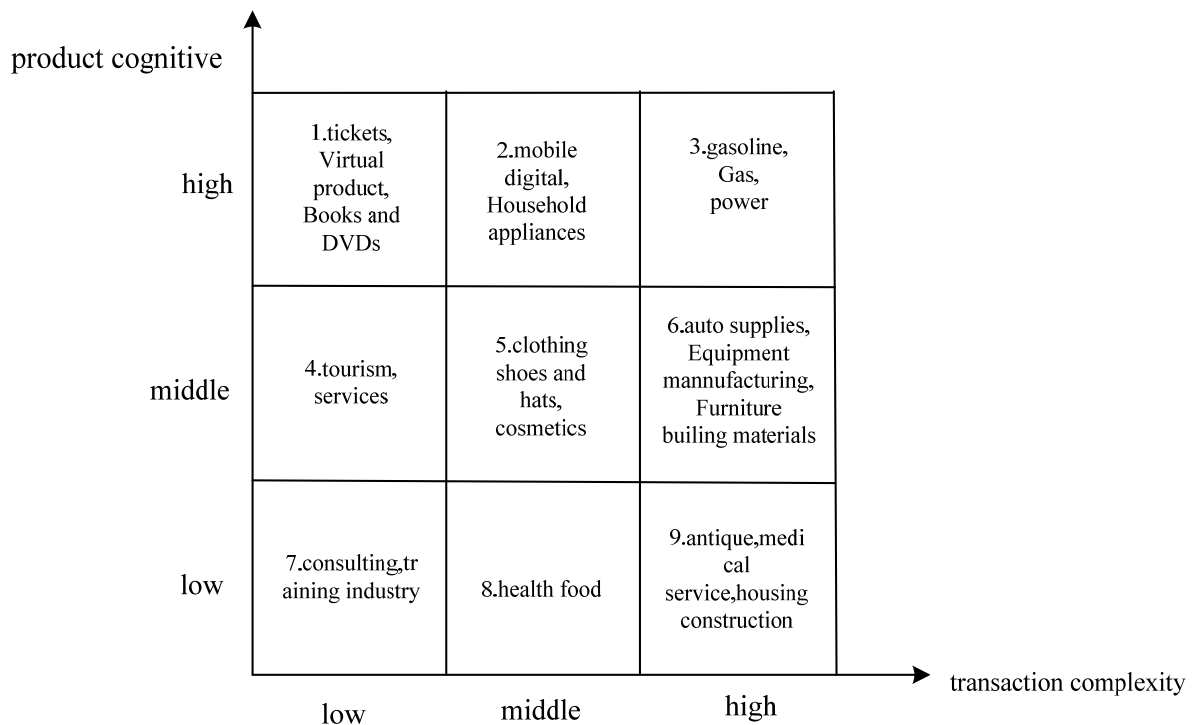 product cognitive
high
1.tickets,
Virtual
product,
Books and
DVDs
2.mobile
digital,
Household
appliances
3.gasoline,
Gas,
power
middle
4.tourism,
services
5.clothing
shoes and
hats,
cosmetics
6.auto supplies,
Equipment
mannufacturing,
Furniture
builing materials
low
7.consulting,tr
aining industry
8.health food
9.antique,medi
cal
service,housing
construction
low
middle
high
transaction complexity